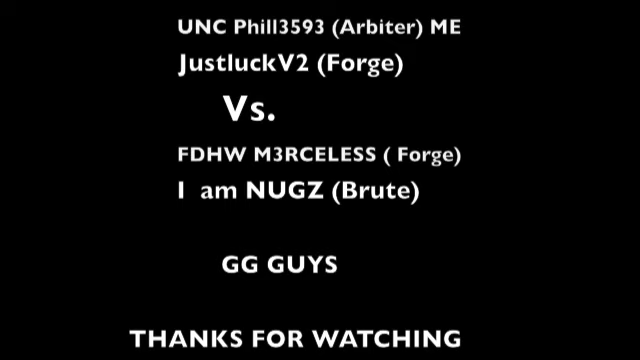 UNC Phill3593 (Arbiter) ME
JustluckV2 (Forge)
Vs.
FDHW M3RCELESS ( Forge)
I am NUGZ (Brute)
GG GUYS
THANKS FOR WATCHING